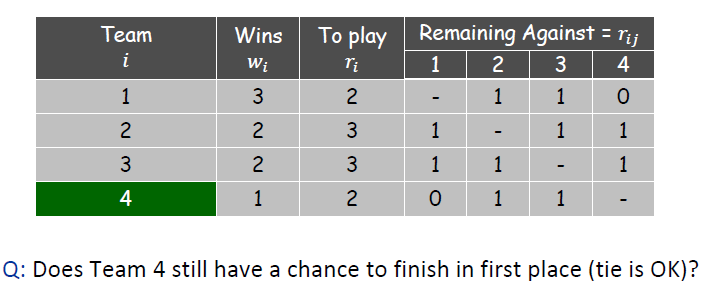 Team Wins To play Remaining Against = r_ij
i w_i r_i 1 2 3 4
1 3 2 - 1 1 0
2 2 3 1 - 1 1
3 2 3 1 1 - 1
4 1 2 0 1 1 -
Q: Does Team 4 still have a chance to finish in first place (tie is OK)?